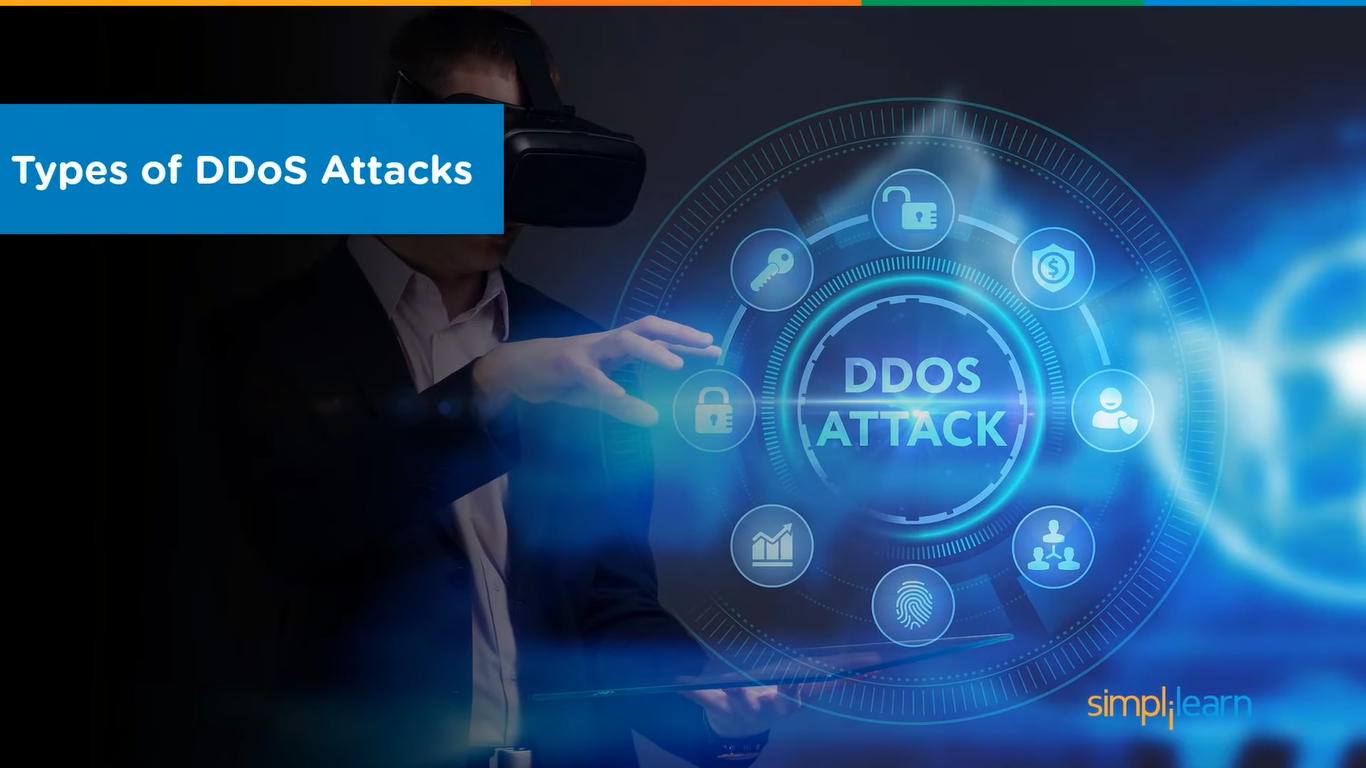 Types of DDoS Attacks
DDOS
ATTACK
simplilearn